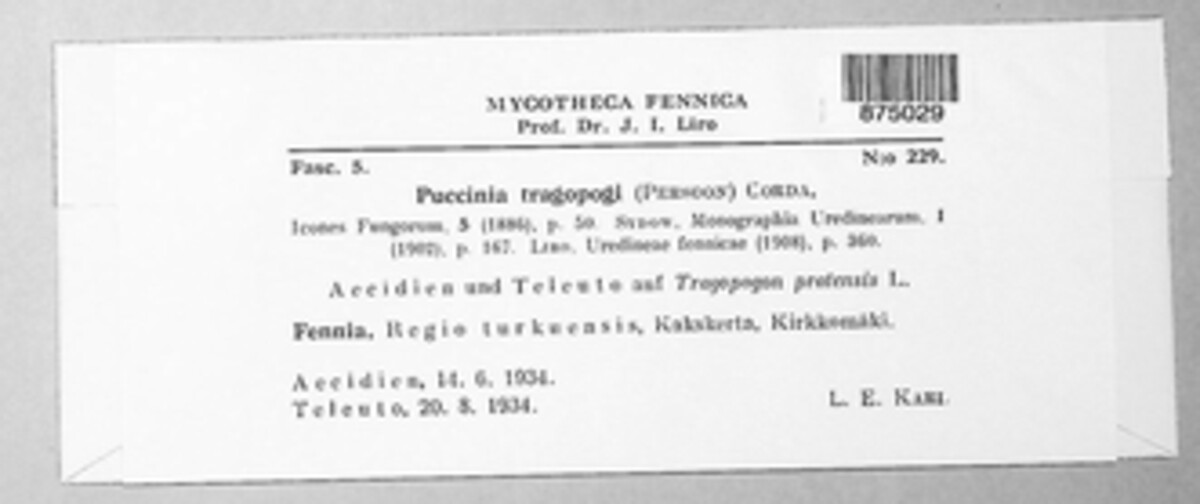 875029
MYCOTHECA FENNICA
Prof. Dr. J. I. Liro
Fasc. 5. N:o 229.
Puccinia tragopogi (PERSOON) CORDA,
Icones Fungorum, 5 p. 50. SYDOW, Monographia Uredinearum, 1
(1902), p. 167. LIRO, Uredineae fennicae (1908), p. 360.
Aecidien und Teleuto auf Tragopogon pratensis L.
Fennia, Regio turkuensis, Kakskerta, Kirkkomäki.
Aecidien, 14. 6. 1934.
Teleuto, 20. 8. 1934.
L. E. KARI.